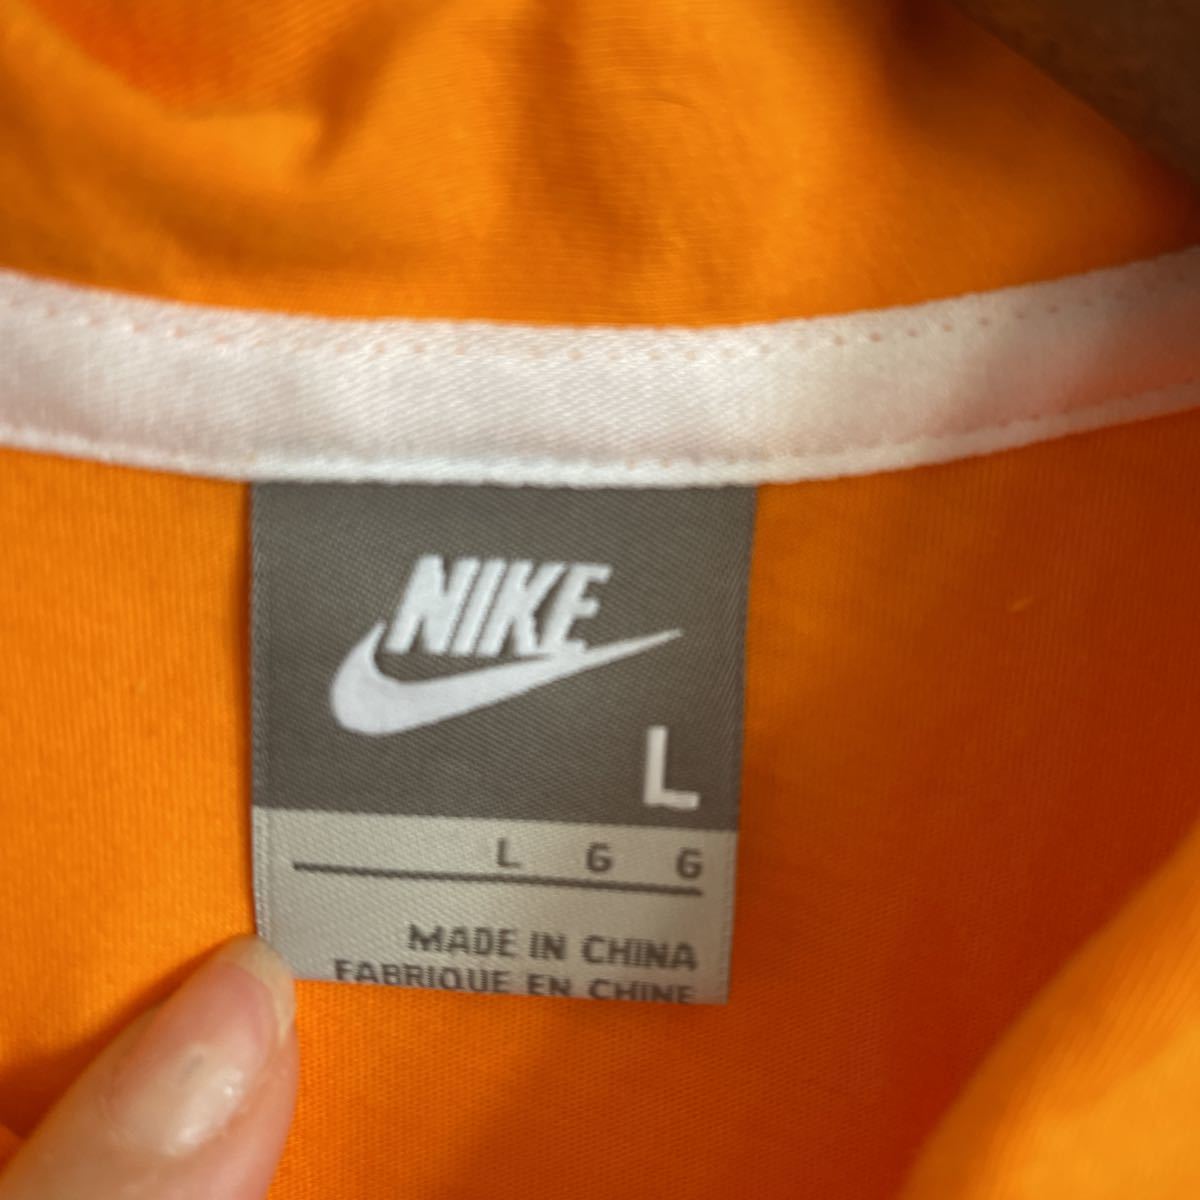 NIKE
L
L G G
MADE IN CHINA
FABRIQUE EN CHINE